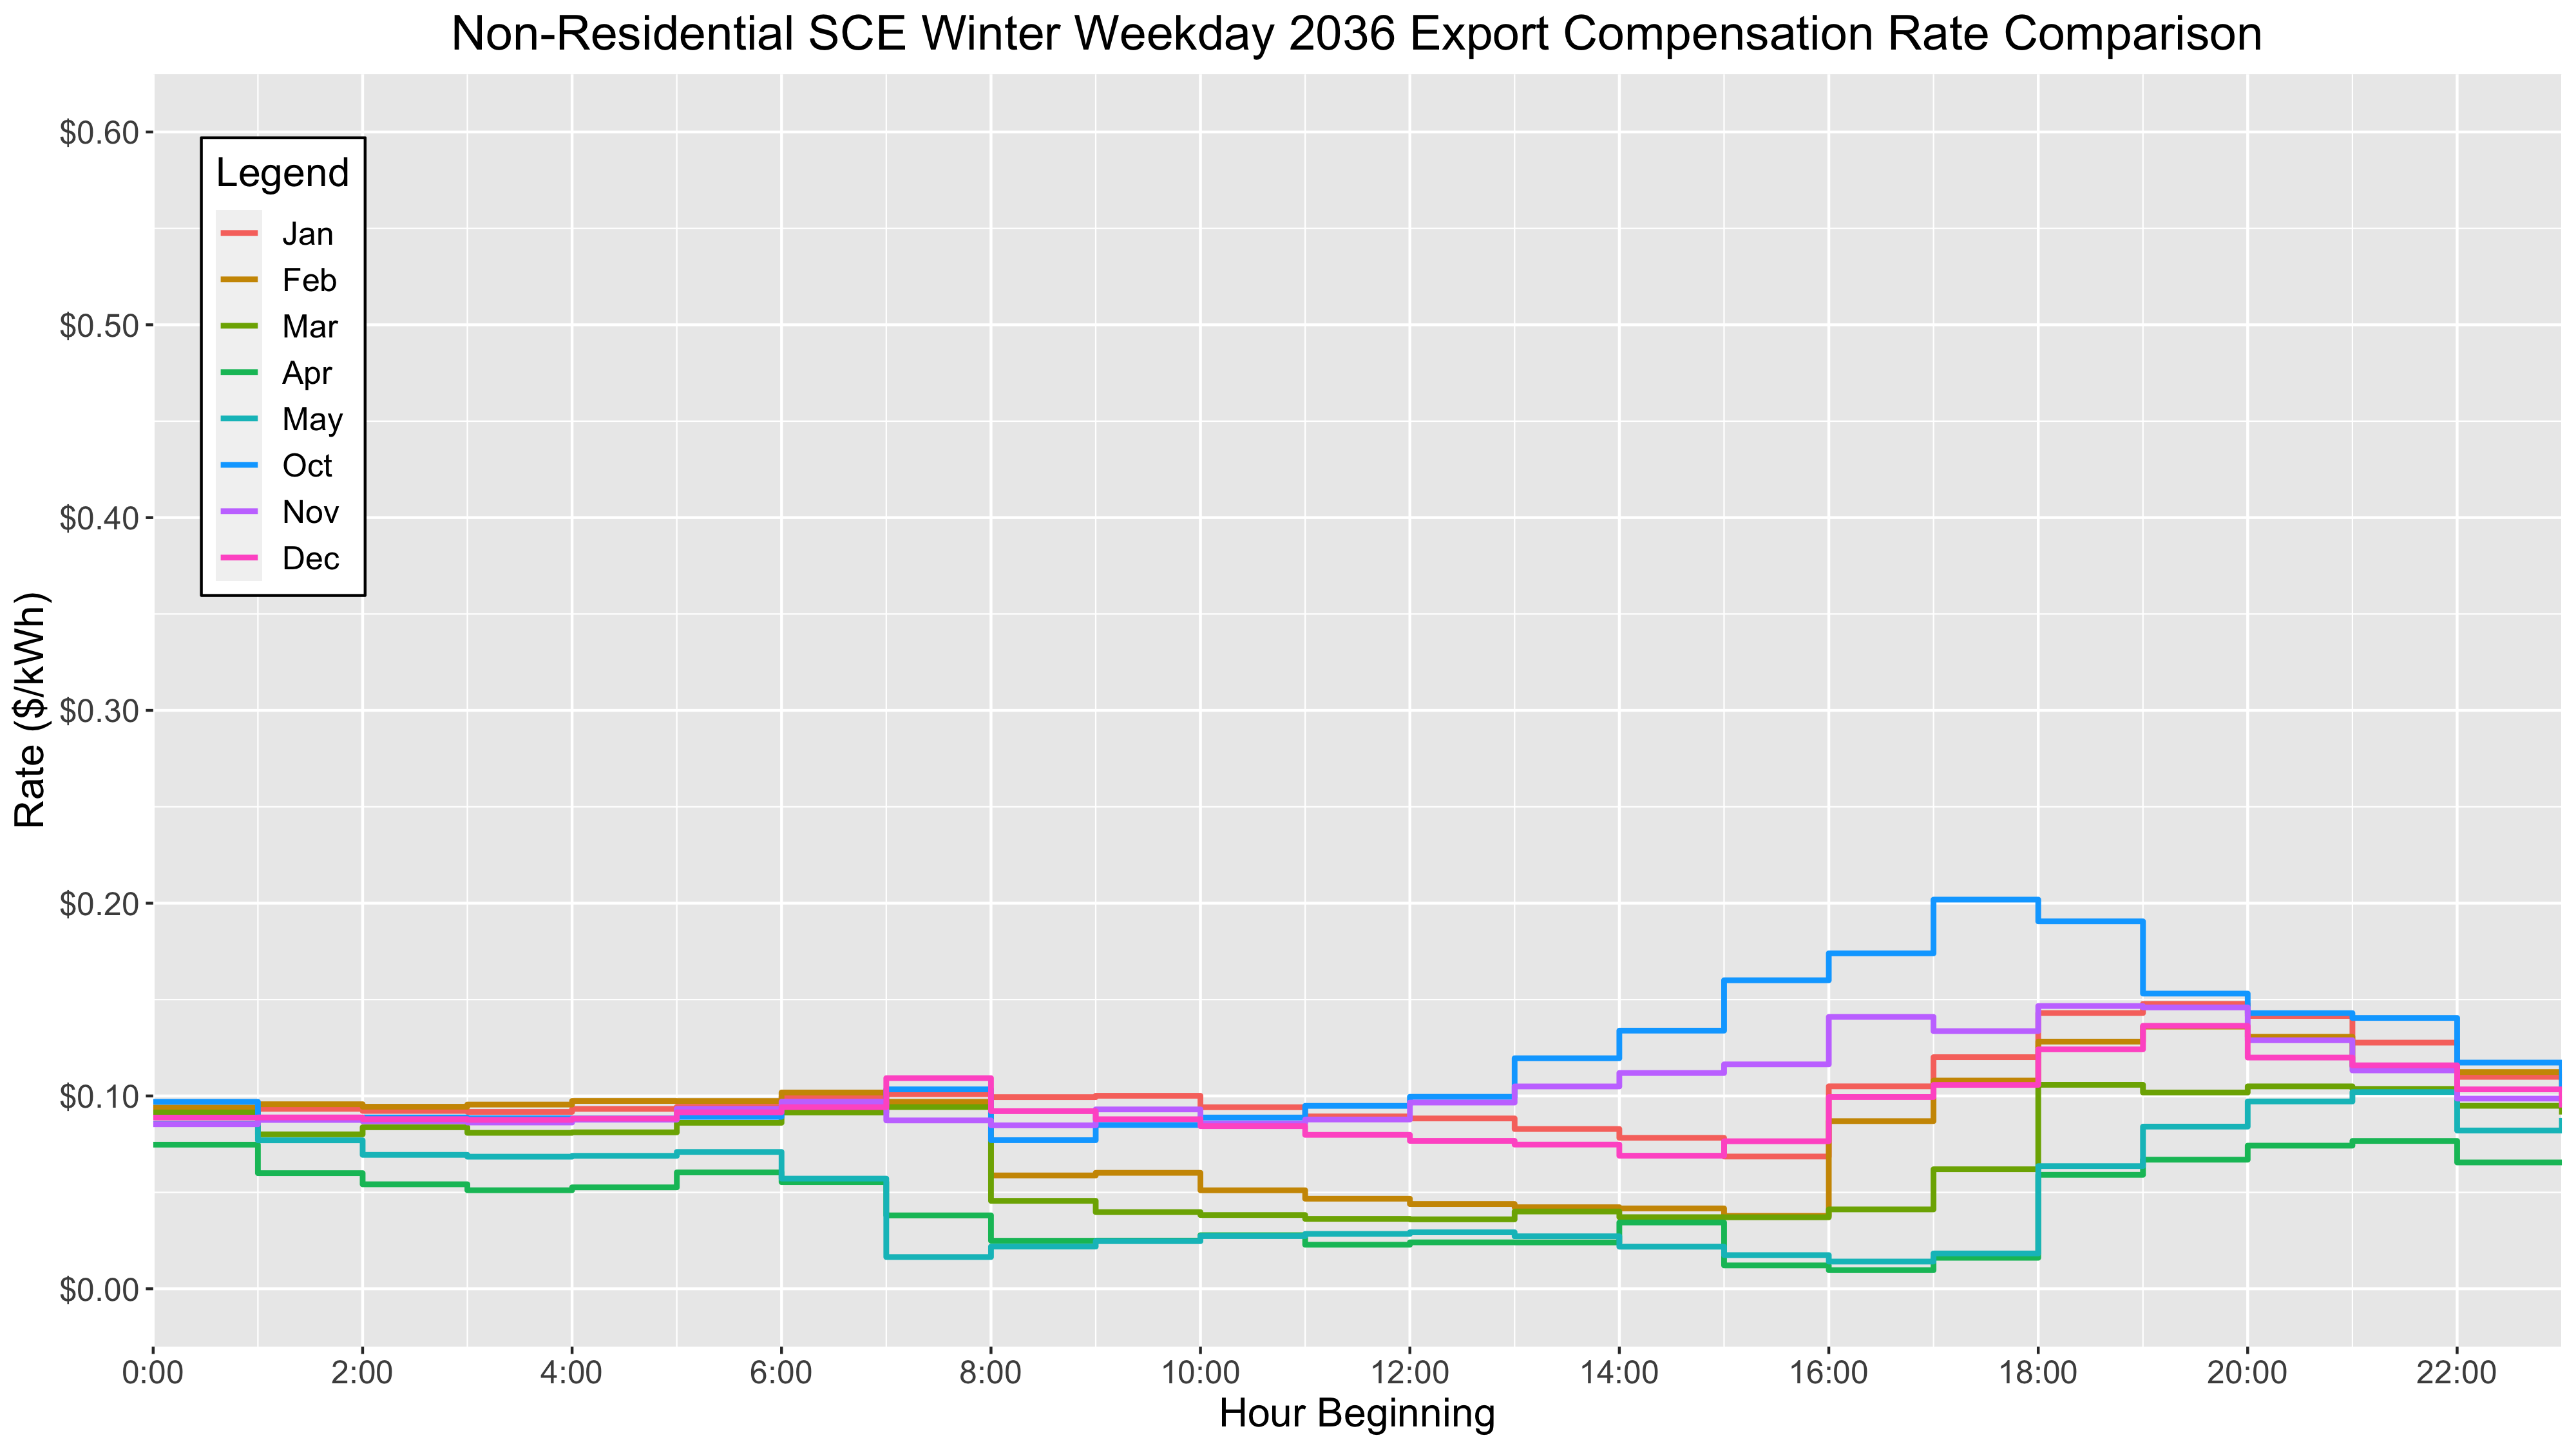 Non-Residential SCE Winter Weekday 2036 Export Compensation Rate Comparison
Rate ($/kWh)
$0.60
$0.50
$0.40
$0.30
$0.20
$0.10
$0.00
Legend
Jan
Feb
Mar
Apr
May
Oct
Nov
Dec
0:00 2:00 4:00 6:00 8:00 10:00 12:00 14:00 16:00 18:00 20:00 22:00
Hour Beginning